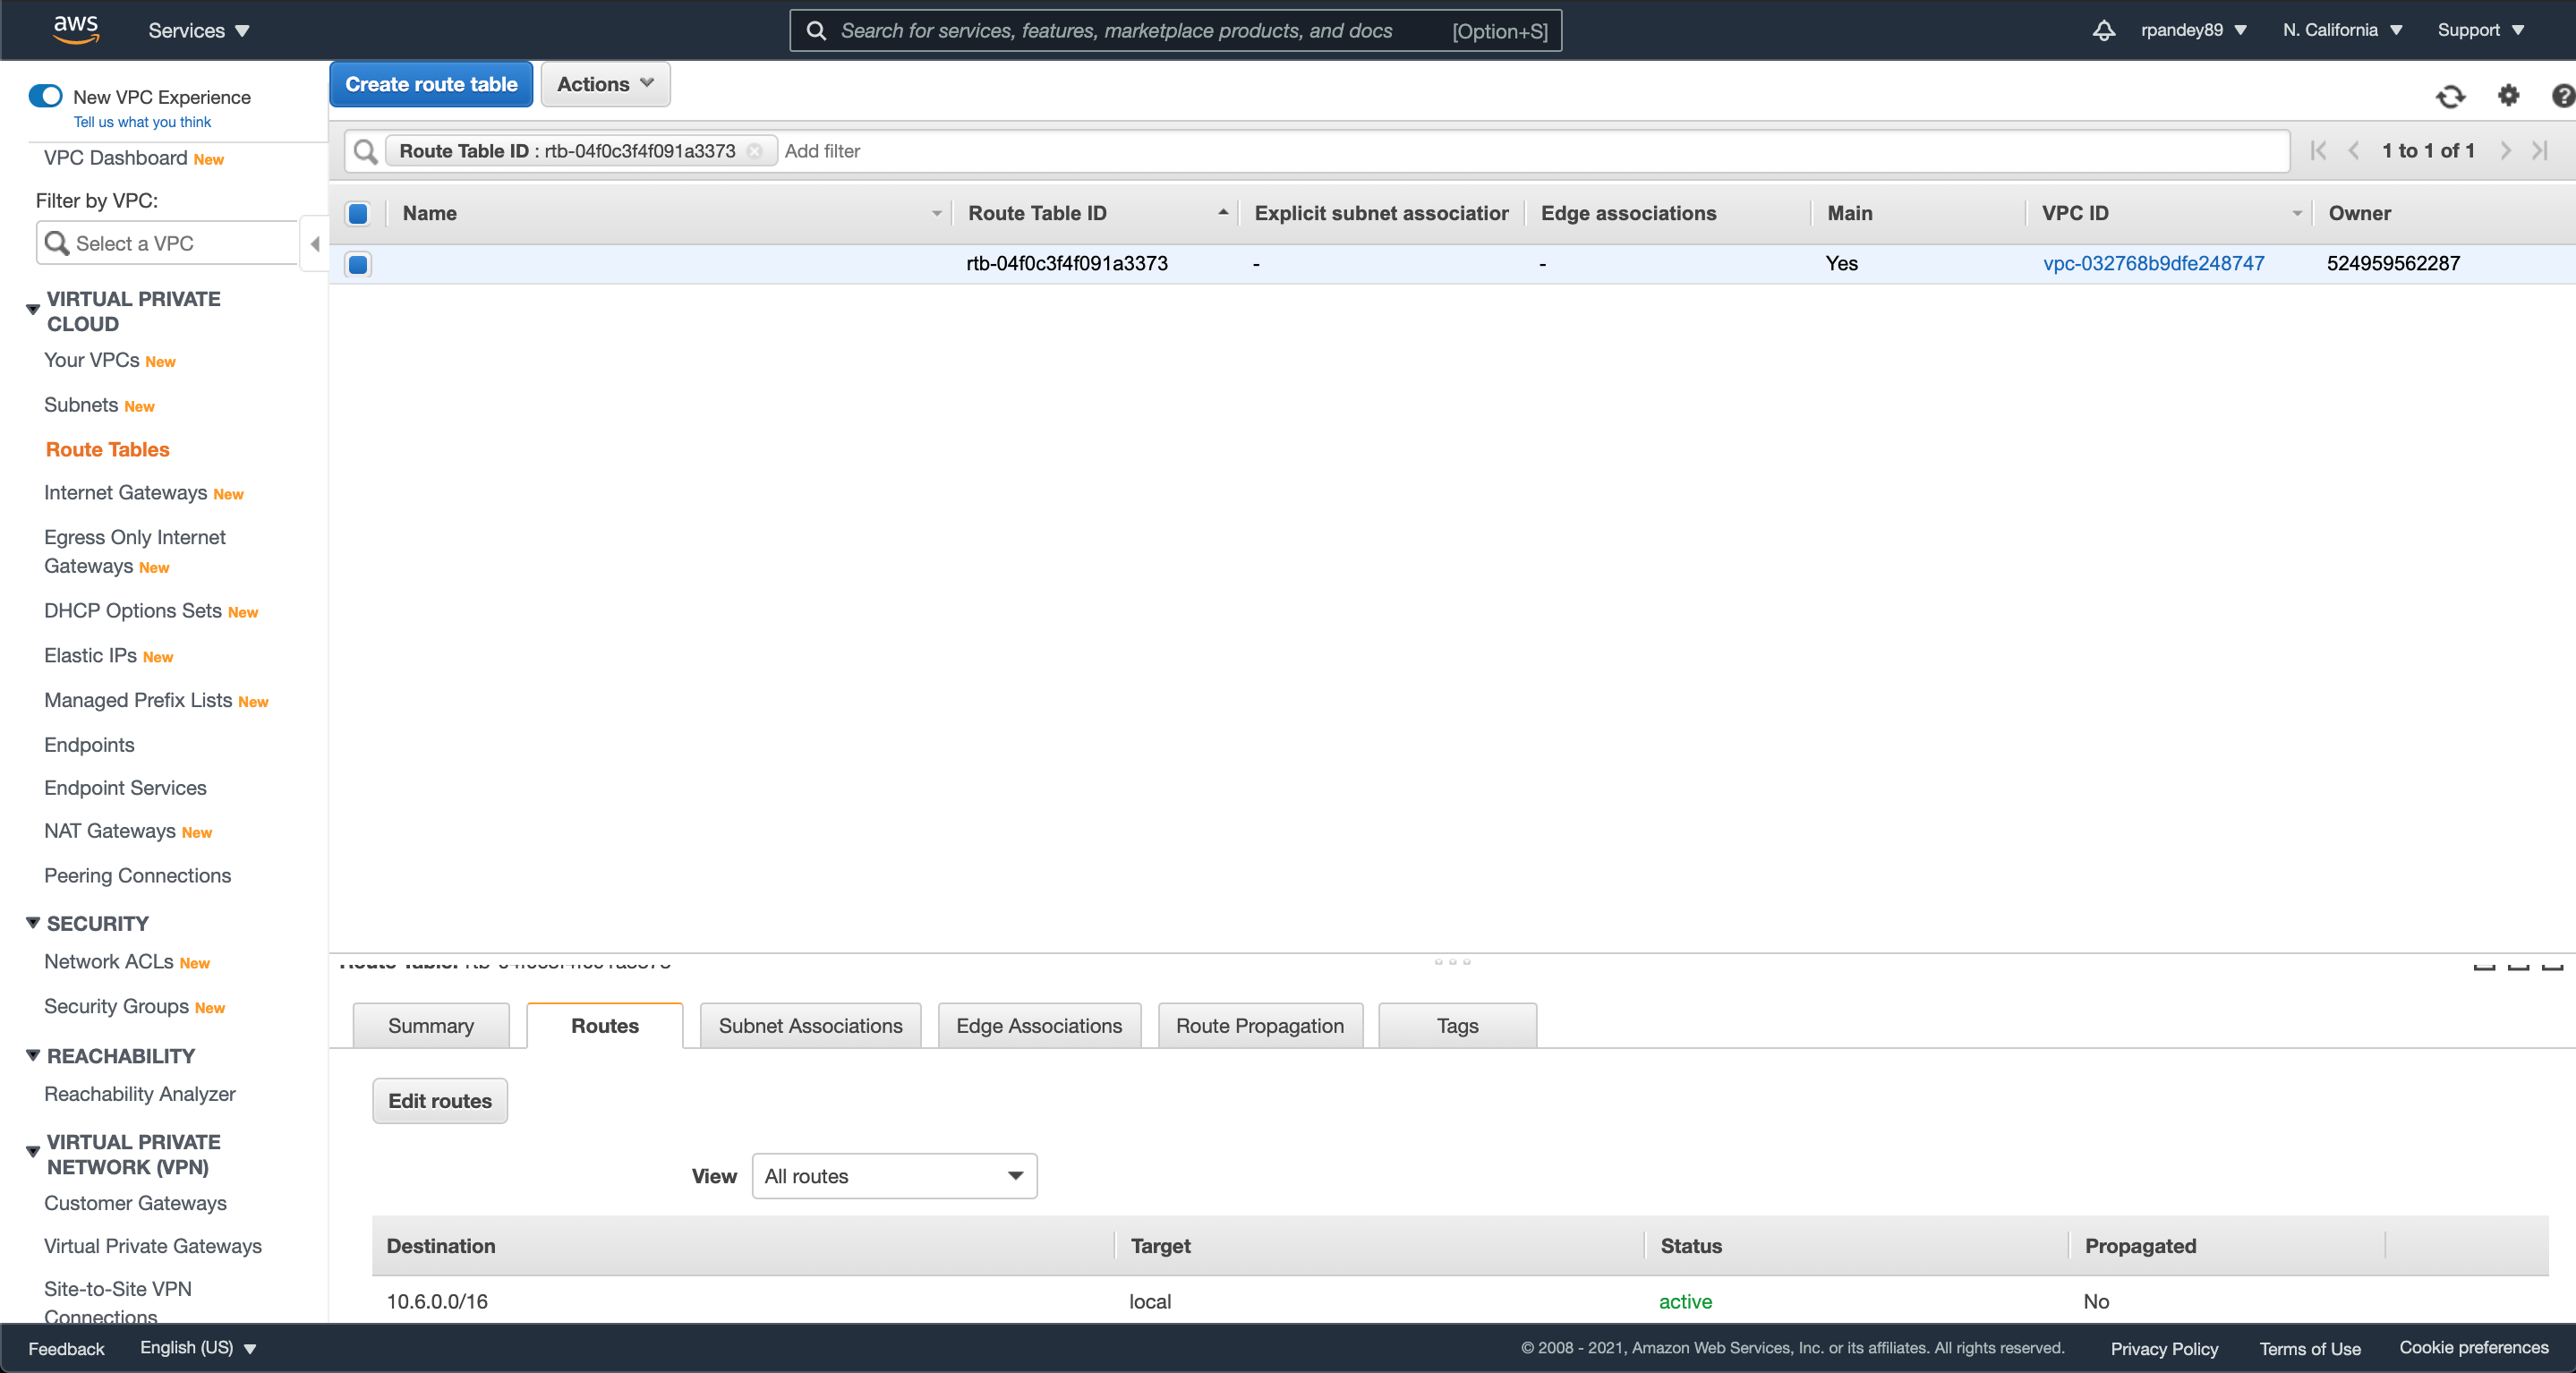 aws
Services
Search for services, features, marketplace products, and docs
[Option+S]
rpandey89
N. California
Support
New VPC Experience
Tell us what you think
VPC Dashboard New
Filter by VPC:
Select a VPC
VIRTUAL PRIVATE
CLOUD
Your VPCs New
Subnets New
Route Tables
Internet Gateways New
Egress Only Internet
Gateways New
DHCP Options Sets New
Elastic IPs New
Managed Prefix Lists New
Endpoints
Endpoint Services
NAT Gateways New
Peering Connections
SECURITY
Network ACLs New
Security Groups New
REACHABILITY
Reachability Analyzer
VIRTUAL PRIVATE
NETWORK (VPN)
Customer Gateways
Virtual Private Gateways
Site-to-Site VPN
Connections
Create route table
Actions
Route Table ID : rtb-04f0c3f4f091a3373
Add filter
1 to 1 of 1
Name
Route Table ID
Explicit subnet association
Edge associations
Main
VPC ID
Owner
rtb-04f0c3f4f091a3373
-
-
Yes
vpc-032768b9dfe248747
524959562287
Route Table: rtb-04f0c3f4f091a3373
Summary
Routes
Subnet Associations
Edge Associations
Route Propagation
Tags
Edit routes
View
All routes
Destination
Target
Status
Propagated
10.6.0.0/16
local
active
No
Feedback
English (US)
© 2008 - 2021, Amazon Web Services, Inc. or its affiliates. All rights reserved.
Privacy Policy
Terms of Use
Cookie preferences